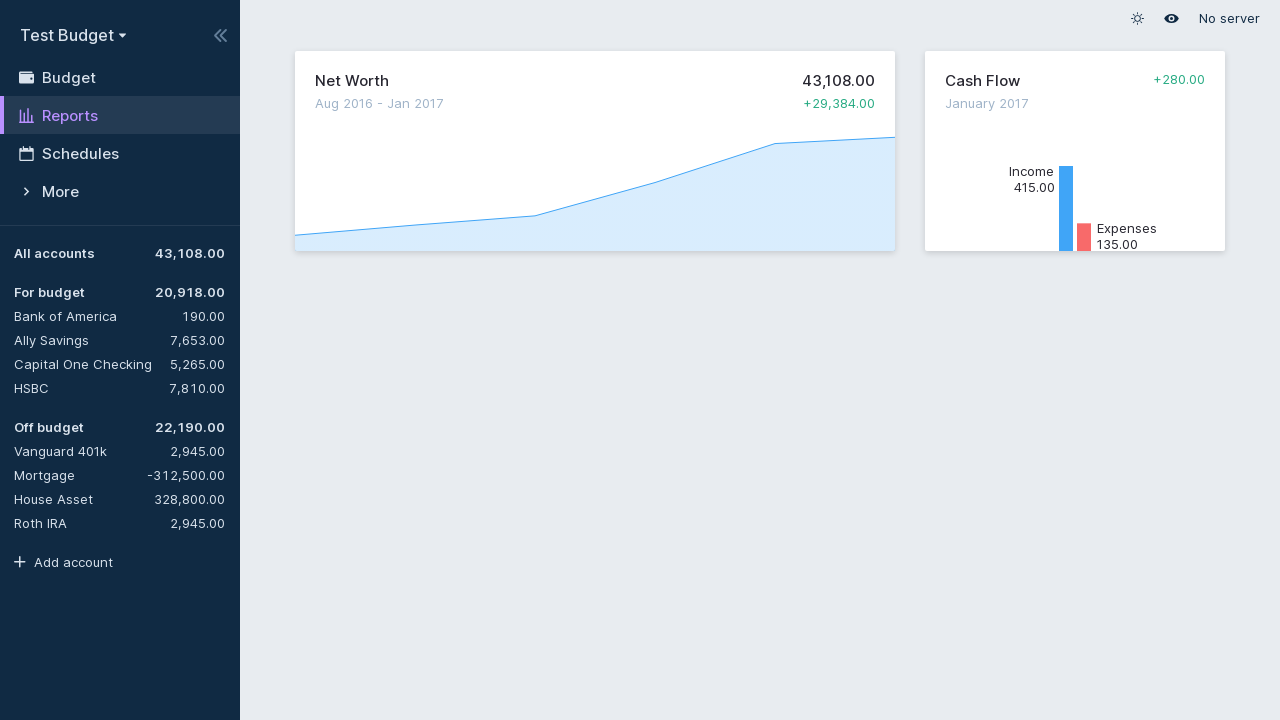 Test Budget
Budget
Reports
Schedules
More
All accounts 43,108.00
For budget 20,918.00
Bank of America 190.00
Ally Savings 7,653.00
Capital One Checking 5,265.00
HSBC 7,810.00
Off budget 22,190.00
Vanguard 401k 2,945.00
Mortgage -312,500.00
House Asset 328,800.00
Roth IRA 2,945.00
Add account
No server
Net Worth 43,108.00
Aug 2016 - Jan 2017 +29,384.00
Cash Flow +280.00
January 2017
Income
415.00
Expenses
135.00